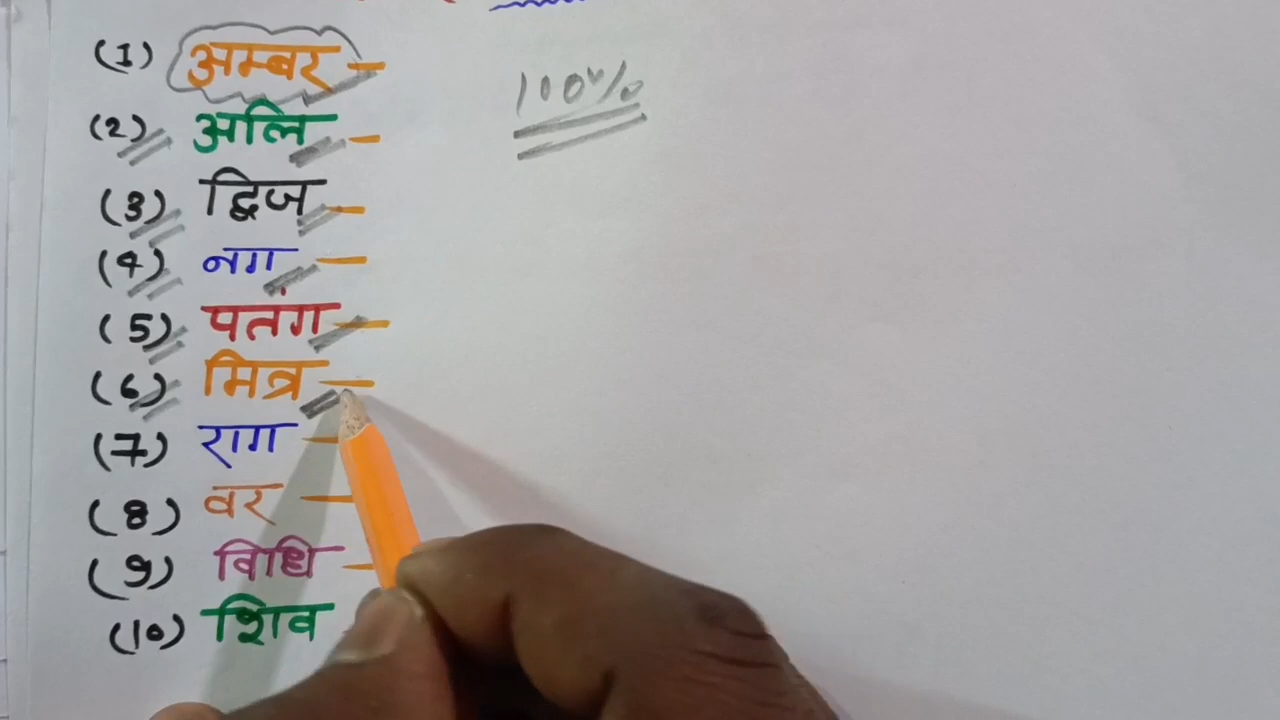 (1) अम्बर –
100%
(2) अलि –
(3) द्विज –
(4) नग –
(5) पतंग –
(6) मित्र –
(7) राग –
(8) वर –
(9) विधि –
(10) शिव